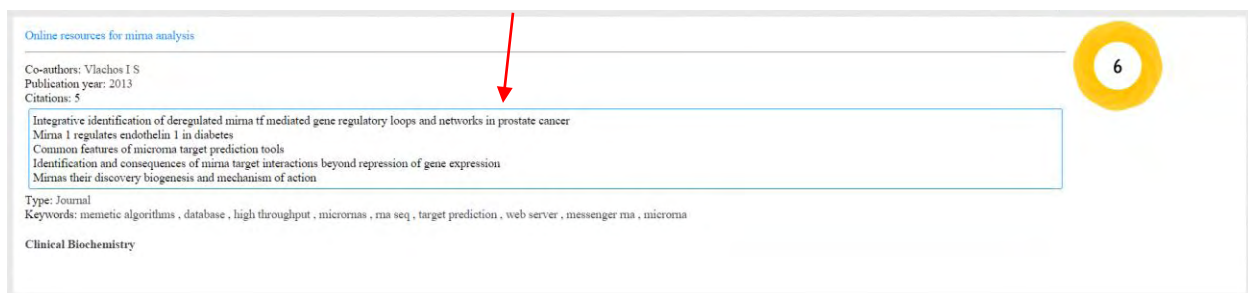 Online resources for mirna analysis
6
Co-authors: Vlachos I S
Publication year: 2013
Citations: 5
Integrative identification of deregulated mirna tf mediated gene regulatory loops and networks in prostate cancer
Mirna 1 regulates endothelin 1 in diabetes
Common features of microrna target prediction tools
Identification and consequences of mirna target interactions beyond repression of gene expression
Mirnas their discovery biogenesis and mechanism of action
Type: Journal
Keywords: memetic algorithms , database , high throughput , micrornas , rna seq , target prediction , web server , messenger rna , microrna
Clinical Biochemistry